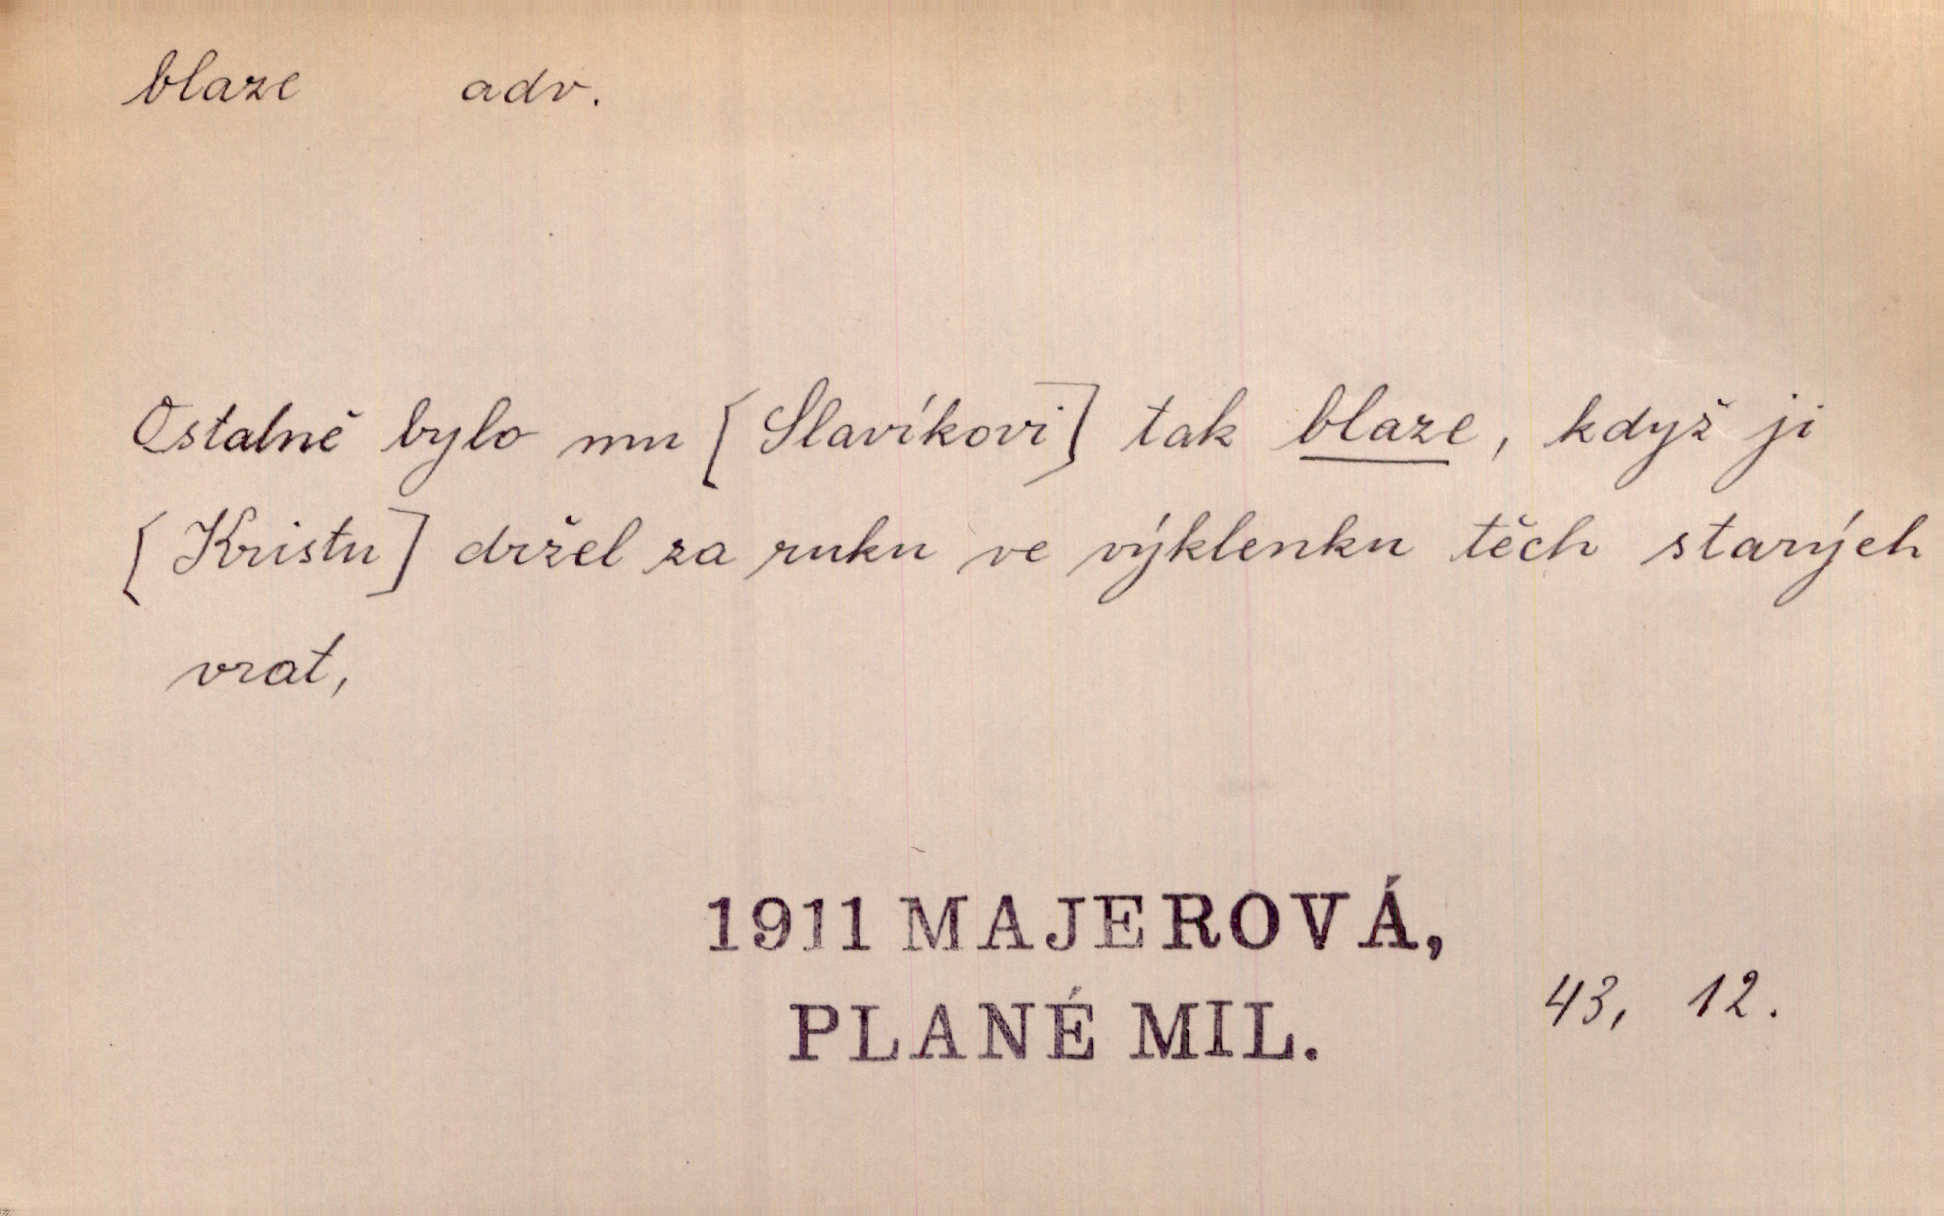 blaze adv.
Ostalně bylo mu [Slavíkovi] tak blaze, když ji
[Kristu] držel za ruku ve výklenku těch starých
vrat,
1911 MAJEROVÁ,
PLANÉ MIL. 43, 12.